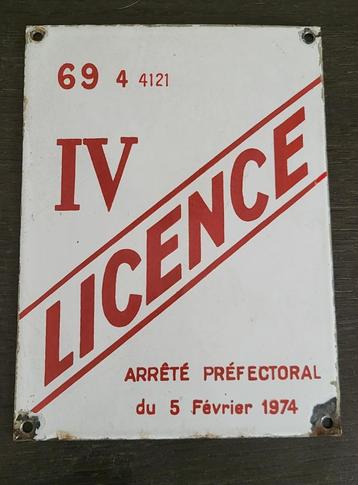 69 4 4121
IV
LICENCE
ARRÊTÉ PRÉFECTORAL
du 5 Février 1974